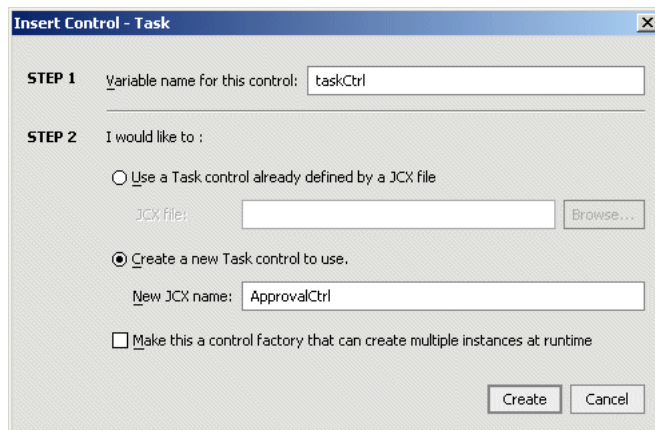 Insert Control - Task
STEP 1 Variable name for this control: taskCtrl
STEP 2 I would like to :
Use a Task control already defined by a JCX file
JCX file: Browse...
Create a new Task control to use.
New JCX name: ApprovalCtrl
Make this a control factory that can create multiple instances at runtime
Create Cancel